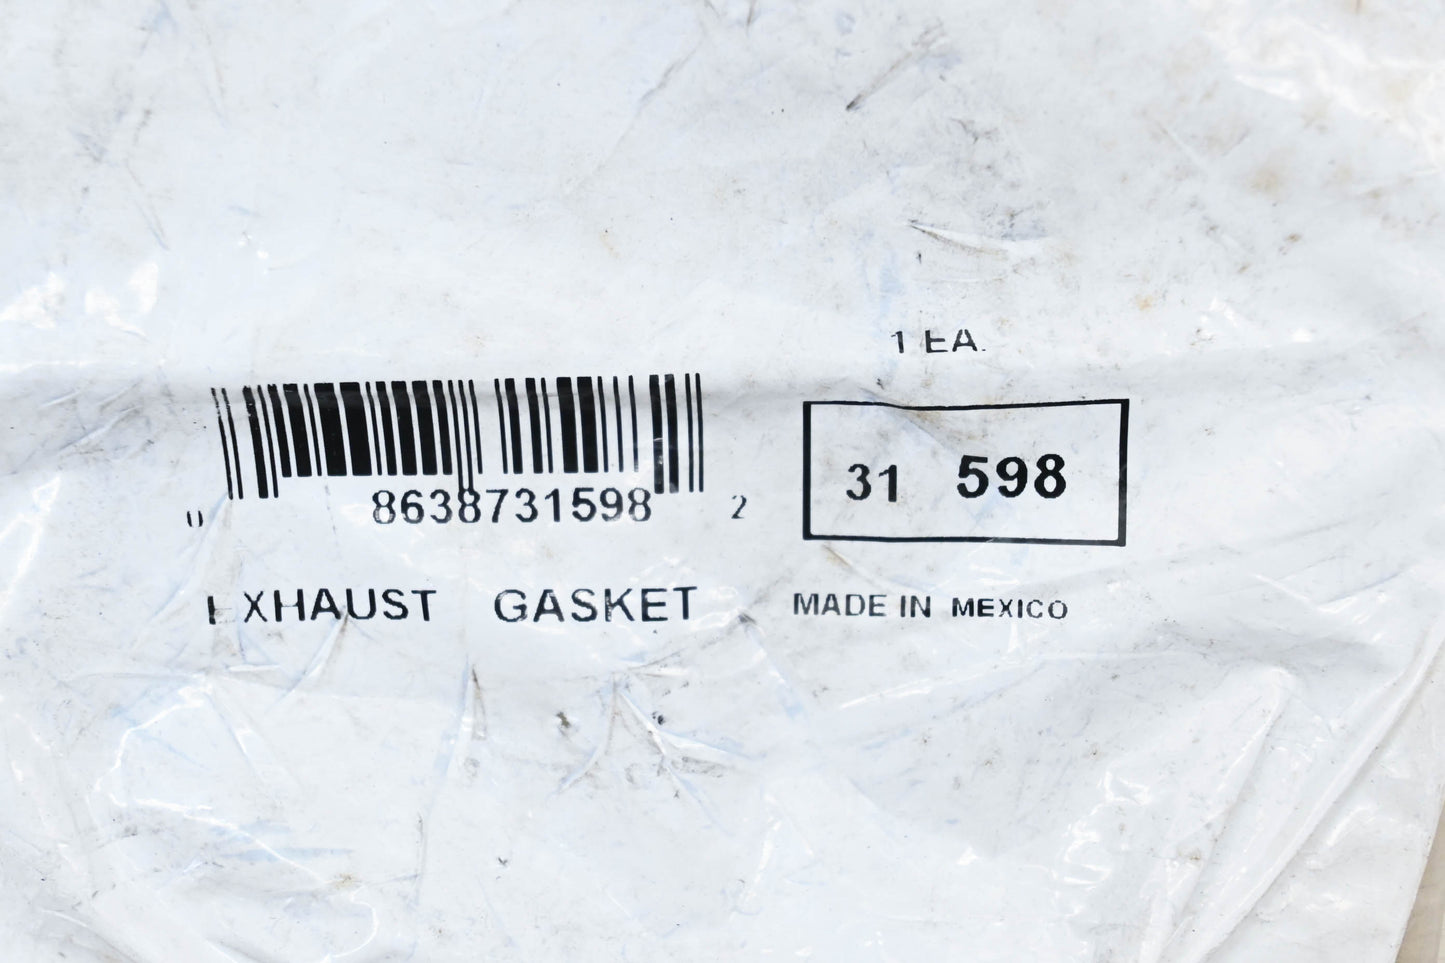 1 EA.
31 598
0 8638731598 2
EXHAUST GASKET
MADE IN MEXICO